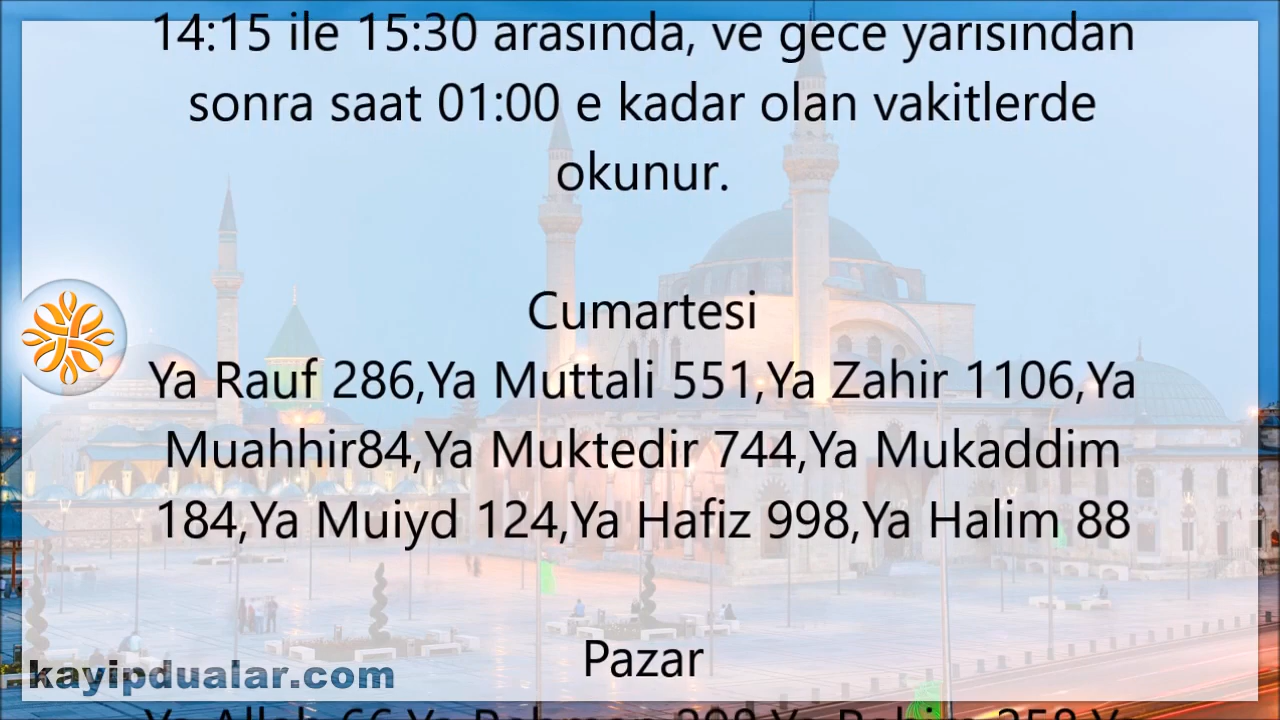 14:15 ile 15:30 arasında, ve gece yarısından
sonra saat 01:00 e kadar olan vakitlerde
okunur.
Cumartesi
Ya Rauf 286,Ya Muttali 551,Ya Zahir 1106,Ya
Muahhir84,Ya Muktedir 744,Ya Mukaddim
184,Ya Muiyd 124,Ya Hafiz 998,Ya Halim 88
Pazar
kayipdualar.com